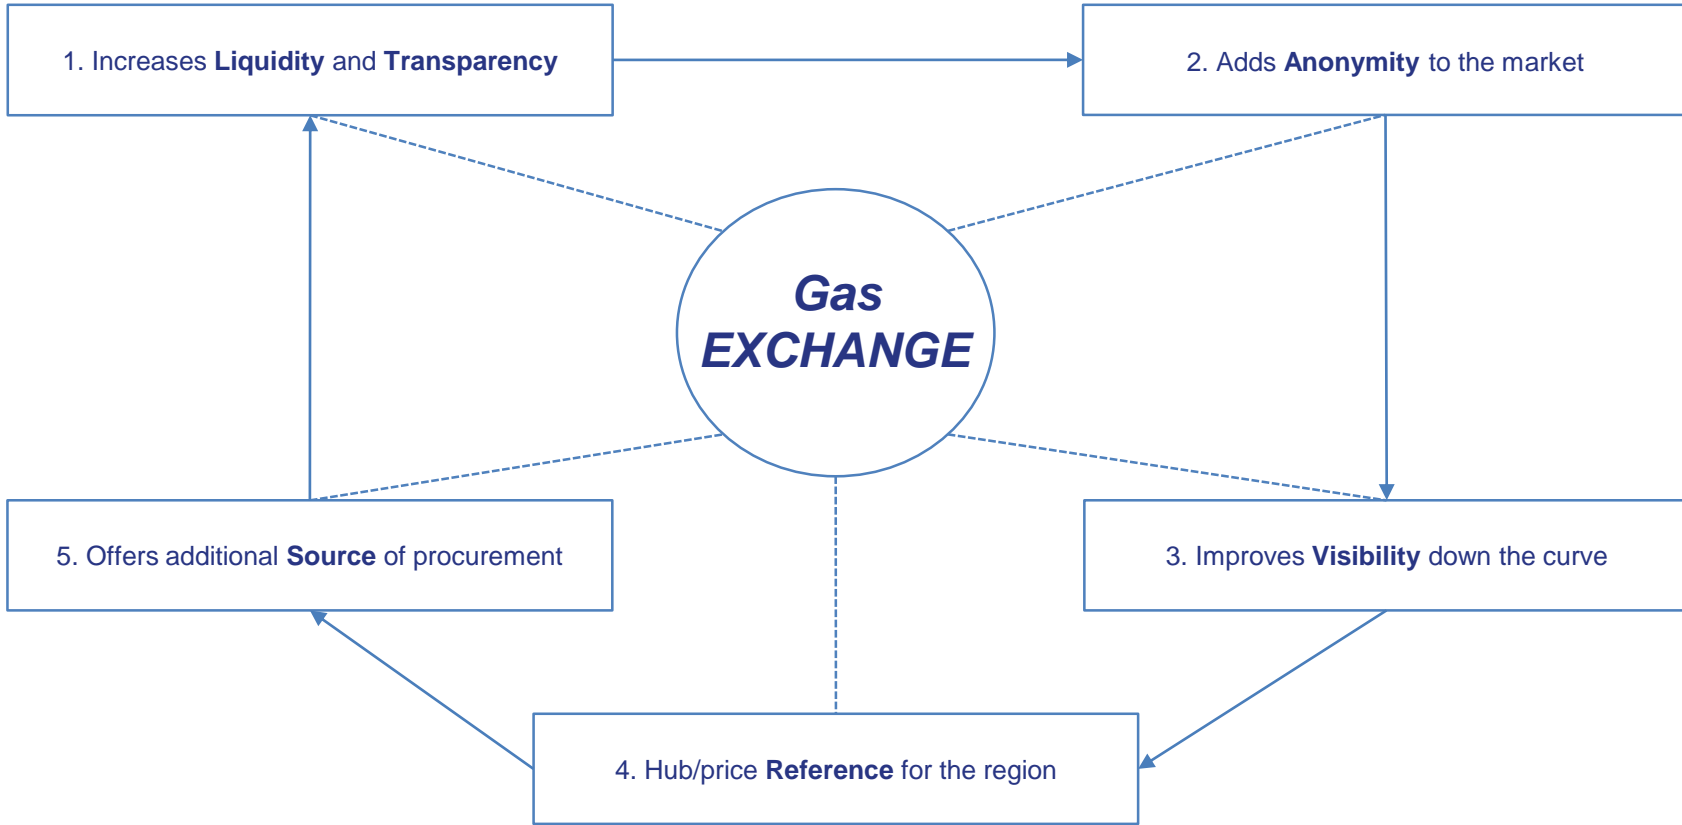 1. Increases Liquidity and Transparency
2. Adds Anonymity to the market
Gas
EXCHANGE
5. Offers additional Source of procurement
3. Improves Visibility down the curve
4. Hub/price Reference for the region